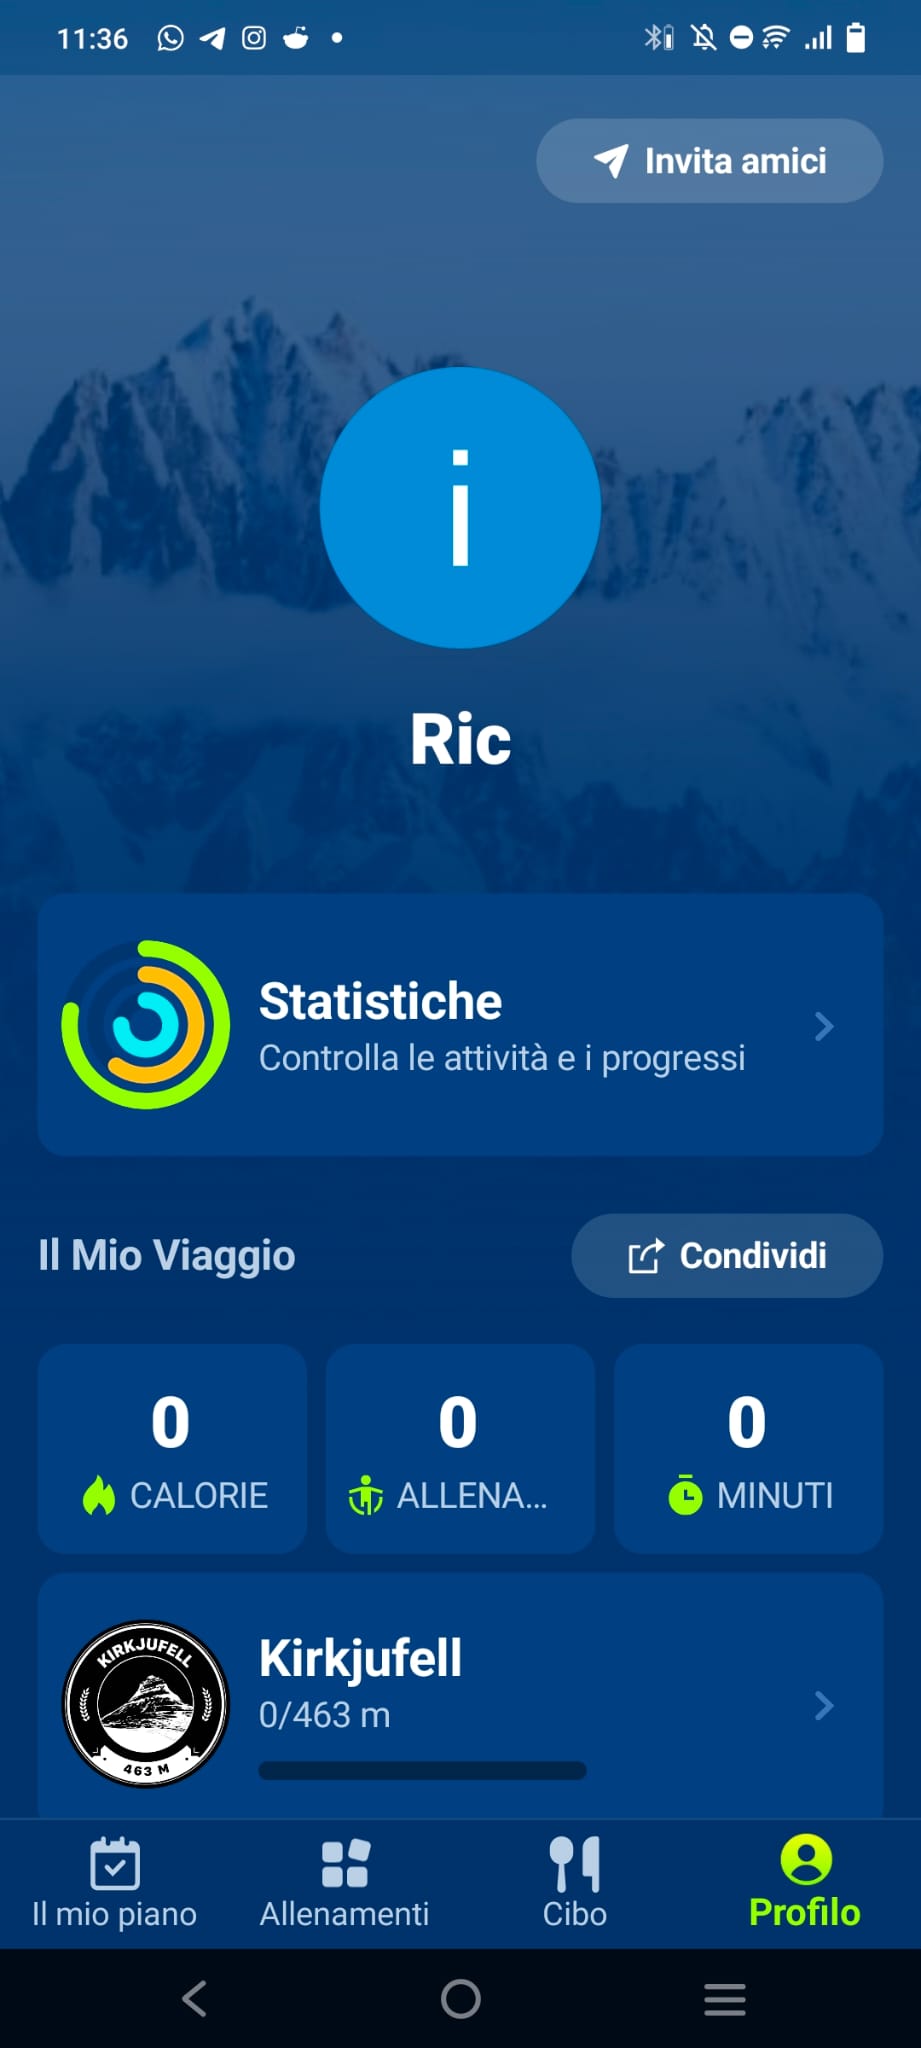 11:36
Invita amici
i
Ric
Statistiche
Controlla le attività e i progressi
Il Mio Viaggio
Condividi
0
CALORIE
0
ALLENA...
0
MINUTI
KIRKJUFELL
463 M
Kirkjufell
0/463 m
Il mio piano
Allenamenti
Cibo
Profilo